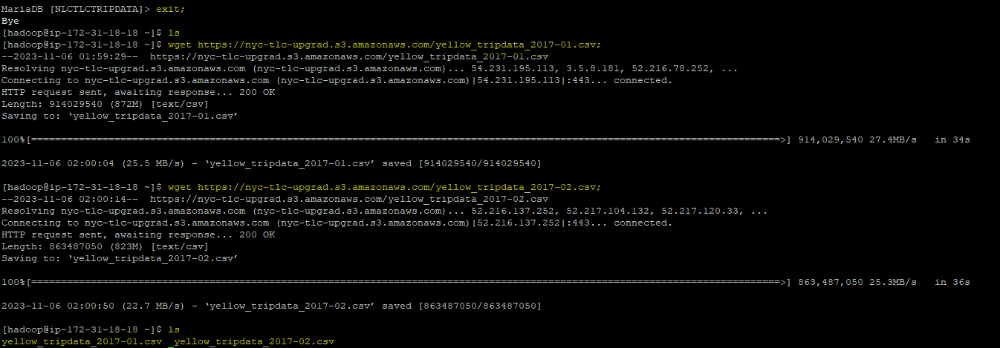 MariaDB [NLCTLCTRIPDATA]> exit;
Bye
[hadoop@ip-172-31-18-18 ~]$ ls
[hadoop@ip-172-31-18-18 ~]$ wget https://nyc-tlc-upgrad.s3.amazonaws.com/yellow_tripdata_2017-01.csv;
--2023-11-06 01:59:29--  https://nyc-tlc-upgrad.s3.amazonaws.com/yellow_tripdata_2017-01.csv
Resolving nyc-tlc-upgrad.s3.amazonaws.com (nyc-tlc-upgrad.s3.amazonaws.com)... 54.231.195.113, 3.5.8.181, 52.216.78.252, ...
Connecting to nyc-tlc-upgrad.s3.amazonaws.com (nyc-tlc-upgrad.s3.amazonaws.com)|54.231.195.113|:443... connected.
HTTP request sent, awaiting response... 200 OK
Length: 914029540 (872M) [text/csv]
Saving to: ‘yellow_tripdata_2017-01.csv’
100%[==============================================================================================================================>] 914,029,540 27.4MB/s   in 34s
2023-11-06 02:00:04 (25.5 MB/s) - ‘yellow_tripdata_2017-01.csv’ saved [914029540/914029540]
[hadoop@ip-172-31-18-18 ~]$ wget https://nyc-tlc-upgrad.s3.amazonaws.com/yellow_tripdata_2017-02.csv;
--2023-11-06 02:00:14--  https://nyc-tlc-upgrad.s3.amazonaws.com/yellow_tripdata_2017-02.csv
Resolving nyc-tlc-upgrad.s3.amazonaws.com (nyc-tlc-upgrad.s3.amazonaws.com)... 52.216.137.252, 52.217.104.132, 52.217.120.33, ...
Connecting to nyc-tlc-upgrad.s3.amazonaws.com (nyc-tlc-upgrad.s3.amazonaws.com)|52.216.137.252|:443... connected.
HTTP request sent, awaiting response... 200 OK
Length: 863487050 (823M) [text/csv]
Saving to: ‘yellow_tripdata_2017-02.csv’
100%[==============================================================================================================================>] 863,487,050 25.3MB/s   in 36s
2023-11-06 02:00:50 (22.7 MB/s) - ‘yellow_tripdata_2017-02.csv’ saved [863487050/863487050]
[hadoop@ip-172-31-18-18 ~]$ ls
yellow_tripdata_2017-01.csv  yellow_tripdata_2017-02.csv